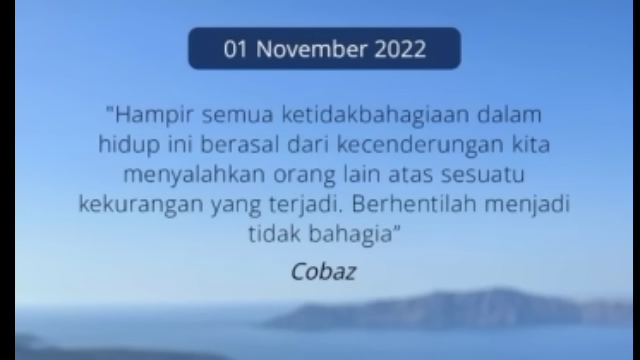 01 November 2022
"Hampir semua ketidakbahagiaan dalam
hidup ini berasal dari kecenderungan kita
menyalahkan orang lain atas sesuatu
kekurangan yang terjadi. Berhentilah menjadi
tidak bahagia"
Cobaz